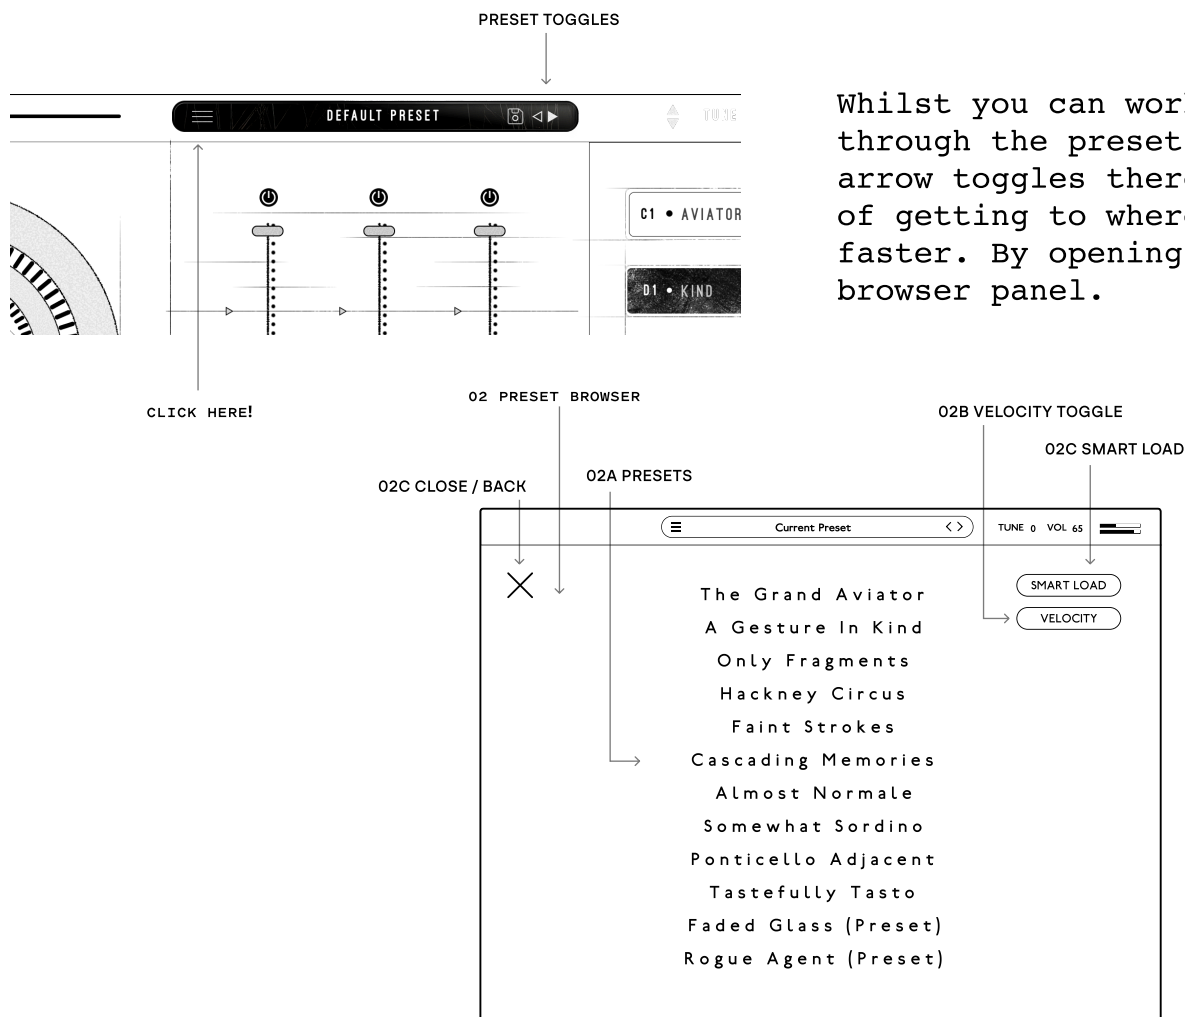 PRESET TOGGLES
DEFAULT PRESET
TUNE
C1 • AVIATOR
D1 • KIND
CLICK HERE!
Whilst you can
through the preset
arrow toggles
of getting to
faster. By opening
browser panel.
02 PRESET BROWSER
02B VELOCITY TOGGLE
02C SMART LOAD
02A PRESETS
02C CLOSE / BACK
Current Preset
TUNE 0 VOL 65
SMART LOAD
VELOCITY
The Grand Aviator
A Gesture In Kind
Only Fragments
Hackney Circus
Faint Strokes
Cascading Memories
Almost Normale
Somewhat Sordino
Ponticello Adjacent
Tastefully Tasto
Faded Glass (Preset)
Rogue Agent (Preset)